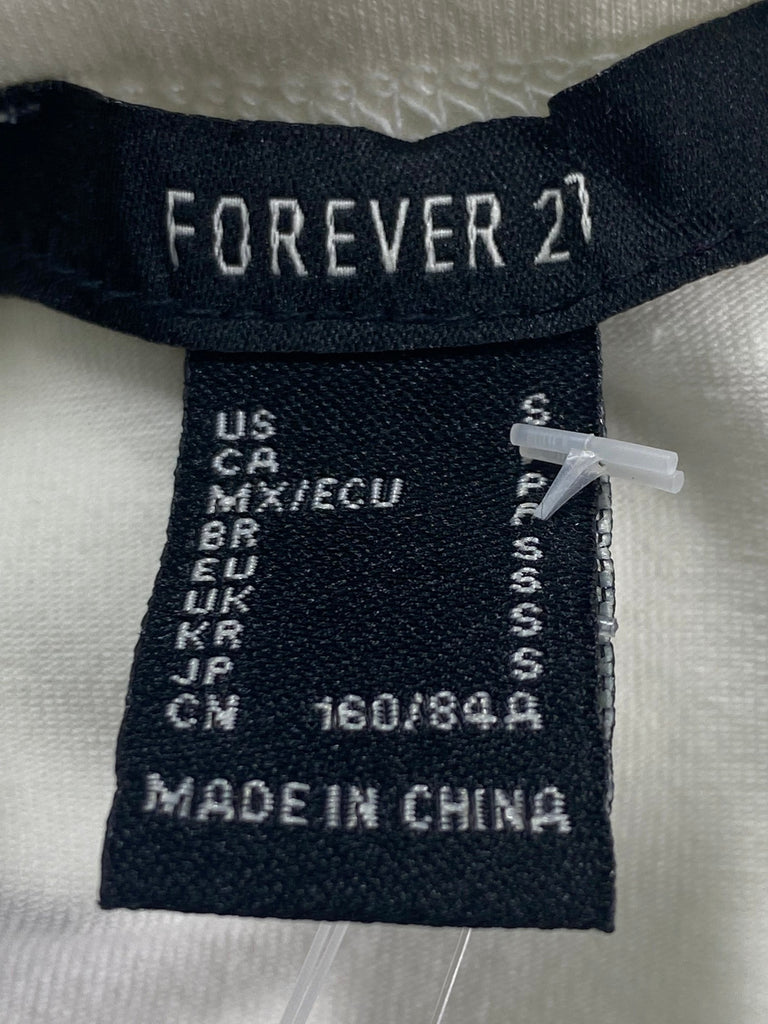 FOREVER 21
US S
CA
MX/ECU P
BR P
EU S
UK S
KR S
JP S
CN 160/84A
MADE IN CHINA